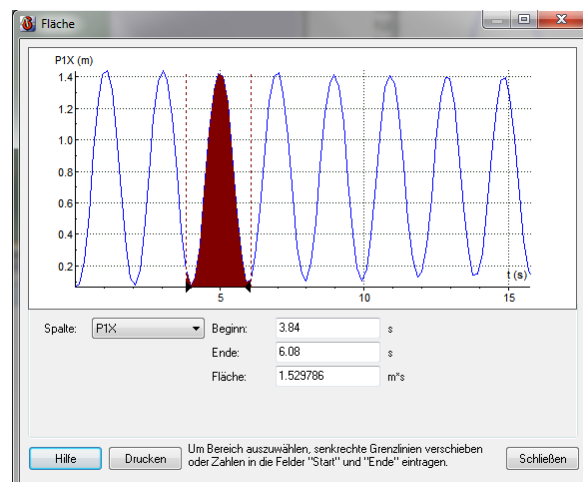 Fläche
P1X (m)
1.4
1.2
1.0
0.8
0.6
0.4
0.2
t (s)
5 10 15
Spalte: P1X Beginn: 3.84 s
Ende: 6.08 s
Fläche: 1.529786 m*s
Hilfe Drucken Um Bereich auszuwählen, senkrechte Grenzlinien verschieben
oder Zahlen in die Felder "Start" und "Ende" eintragen. Schließen